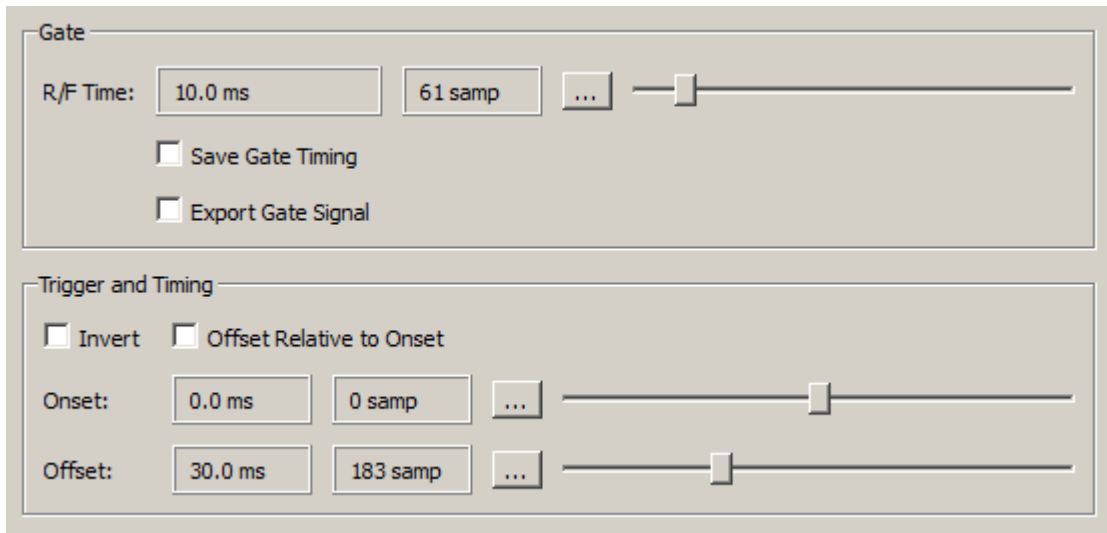 Gate
R/F Time: 10.0 ms 61 samp ...
Save Gate Timing
Export Gate Signal
Trigger and Timing
Invert Offset Relative to Onset
Onset: 0.0 ms 0 samp ...
Offset: 30.0 ms 183 samp ...